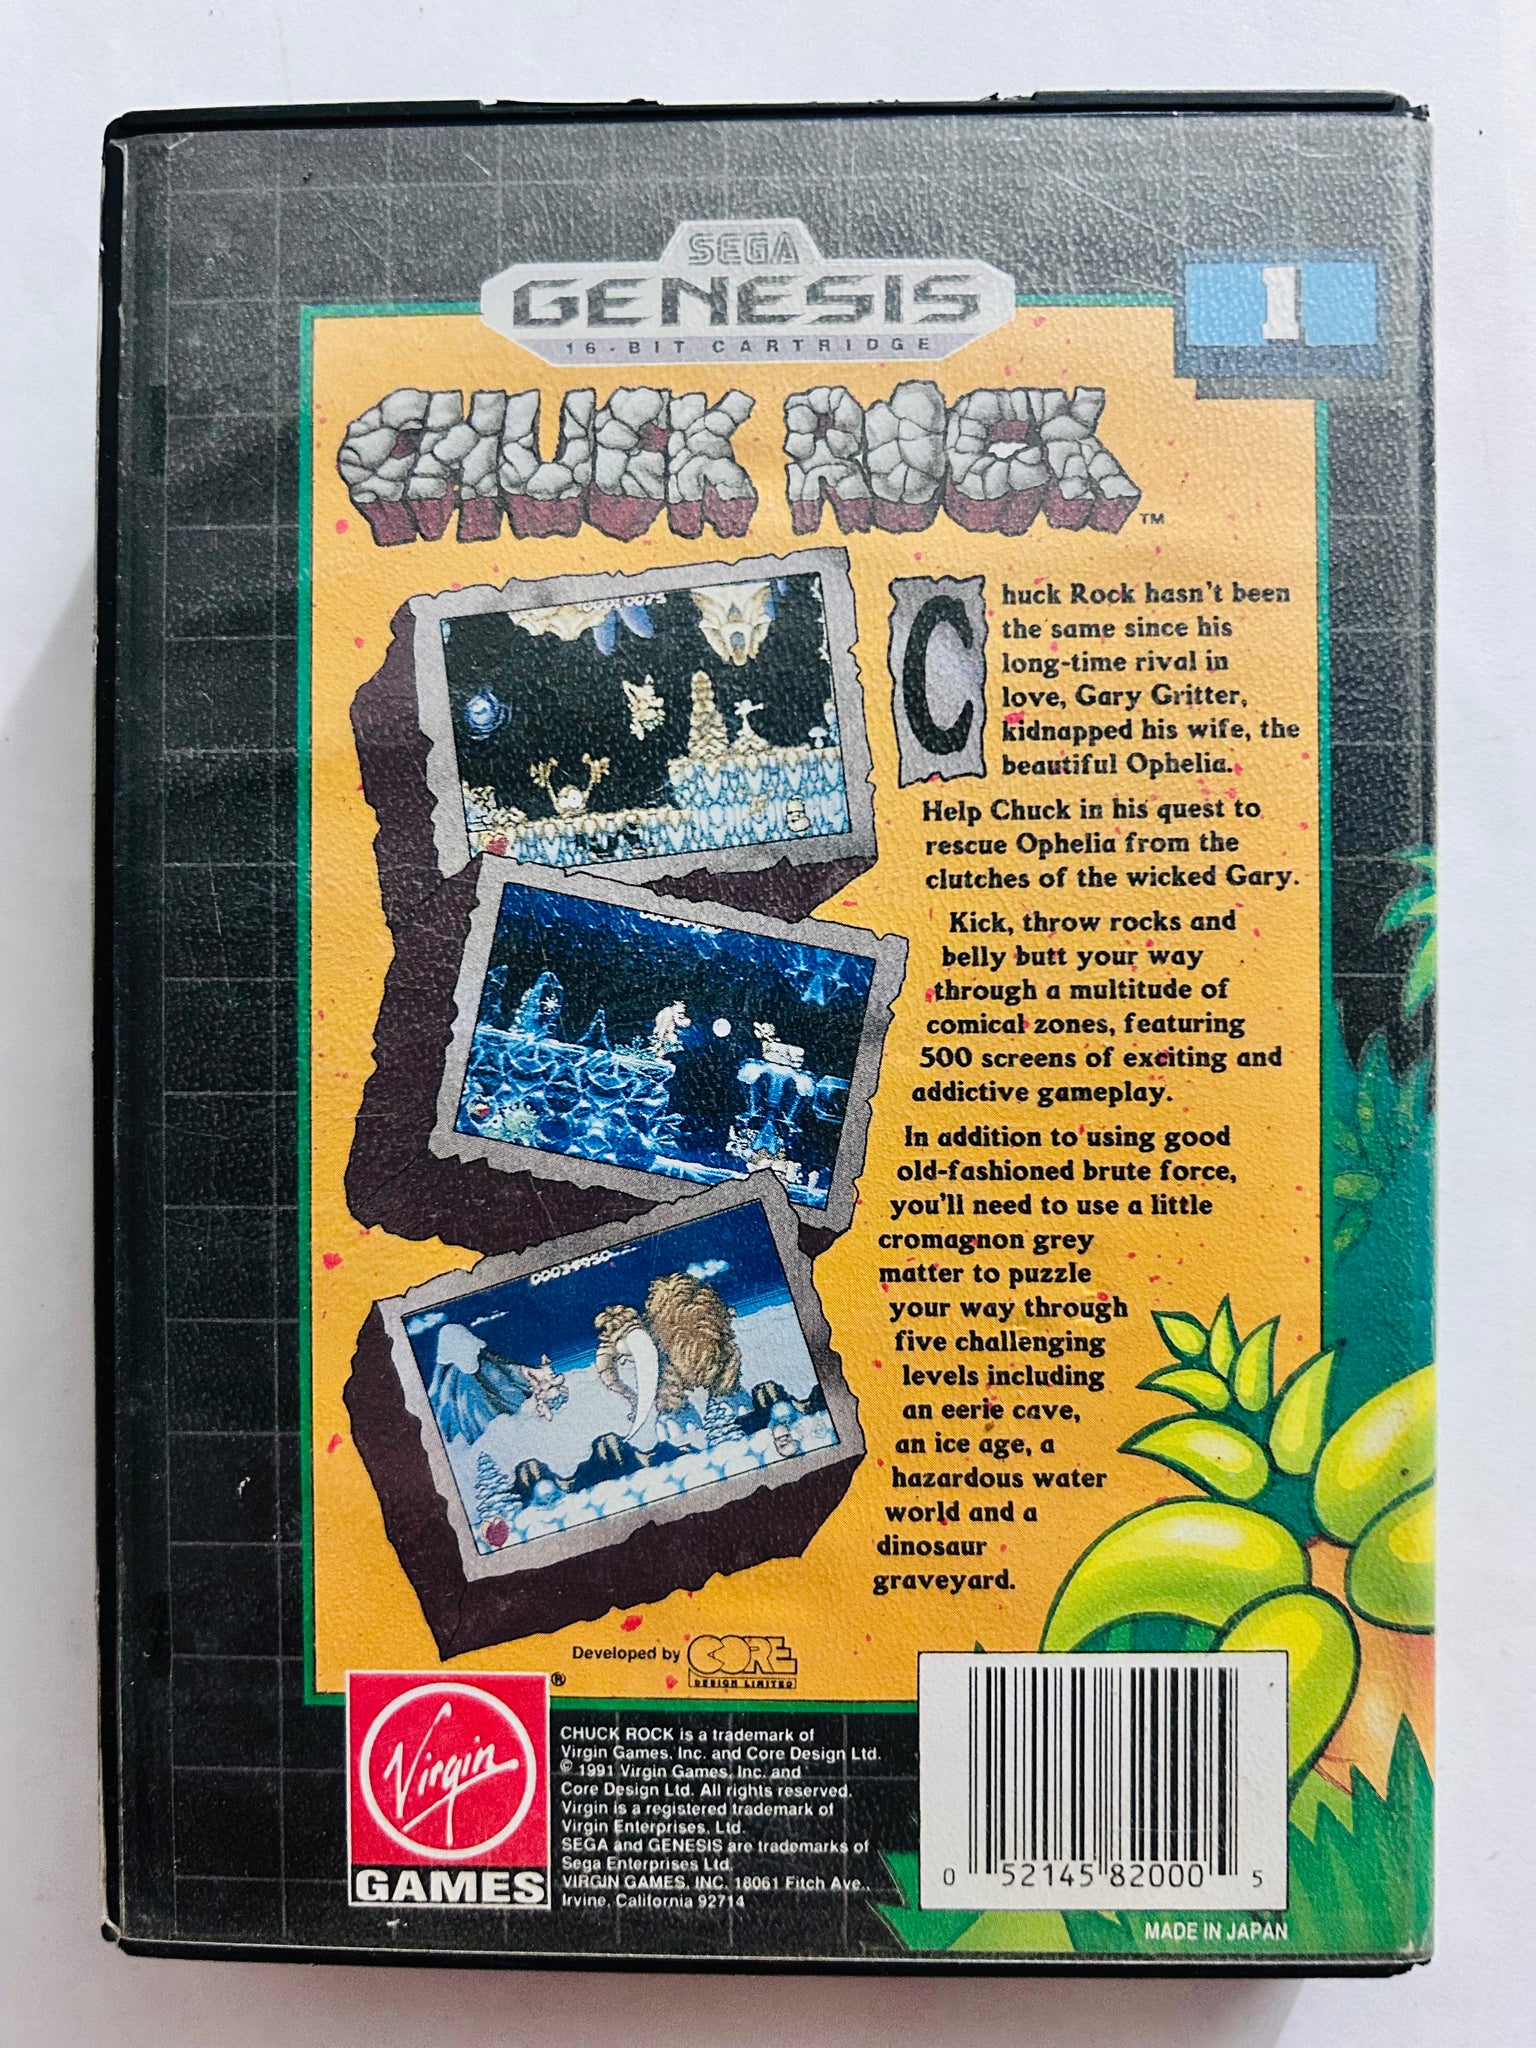 SEGA
GENESIS
16-BIT CARTRIDGE
1
CHUCK ROCK™
Chuck Rock hasn't been
the same since his
long-time rival in
love, Gary Gritter,
kidnapped his wife, the
beautiful Ophelia.
Help Chuck in his quest to
rescue Ophelia from the
clutches of the wicked Gary.
Kick, throw rocks and
belly butt your way
through a multitude of
comical zones, featuring
500 screens of exciting and
addictive gameplay.
In addition to using good
old-fashioned brute force,
you'll need to use a little
cromagnon grey
matter to puzzle
your way through
five challenging
levels including
an eerie cave,
an ice age, a
hazardous water
world and a
dinosaur
graveyard.
00034950
Developed by CORE
DESIGN LIMITED
®
Virgin
GAMES
CHUCK ROCK is a trademark of
Virgin Games, Inc. and Core Design Ltd.
© 1991 Virgin Games, Inc. and
Core Design Ltd. All rights reserved.
Virgin is a registered trademark of
Virgin Enterprises, Ltd.
SEGA and GENESIS are trademarks of
Sega Enterprises Ltd.
VIRGIN GAMES, INC. 18061 Fitch Ave.,
Irvine, California 92714
0 52145 82000 5
MADE IN JAPAN